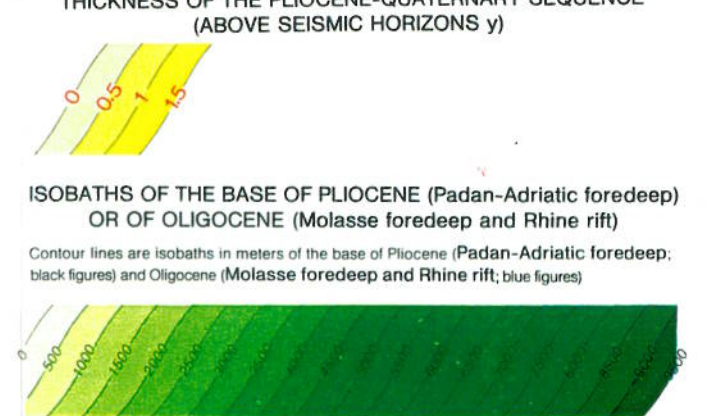 THICKNESS OF THE PLIOCENE-QUATERNARY SEQUENCE
(ABOVE SEISMIC HORIZONS y)
0 0.5 1 1.5
ISOBATHS OF THE BASE OF PLIOCENE (Padan-Adriatic foredeep)
OR OF OLIGOCENE (Molasse foredeep and Rhine rift)
Contour lines are isobaths in meters of the base of Pliocene (Padan-Adriatic foredeep;
black figures) and Oligocene (Molasse foredeep and Rhine rift; blue figures)
0 500 1000 1500 2000 2500